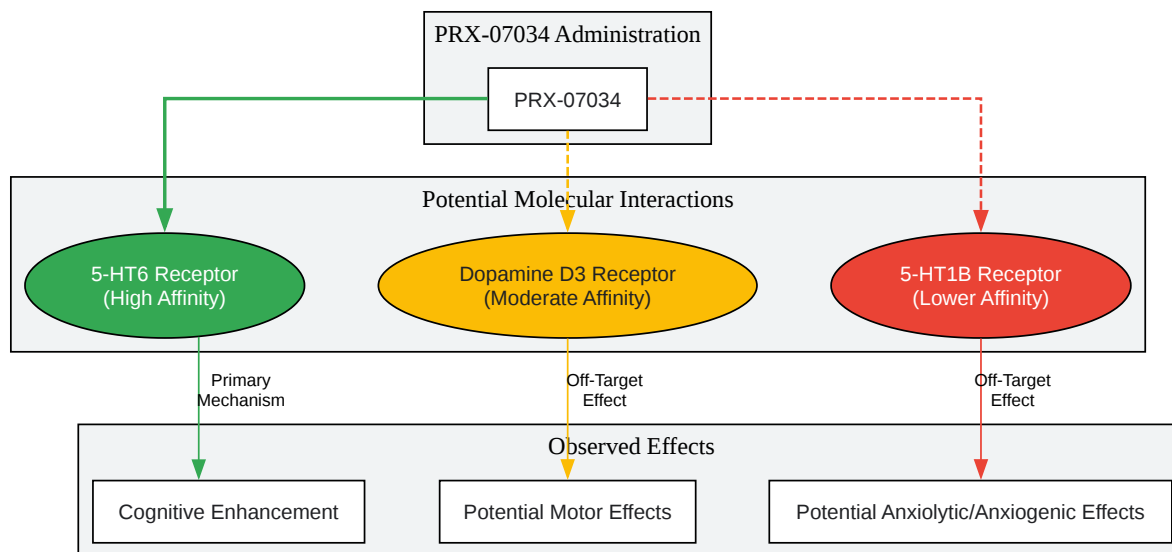 PRX-07034 Administration
PRX-07034
Potential Molecular Interactions
5-HT6 Receptor
(High Affinity)
Dopamine D3 Receptor
(Moderate Affinity)
5-HT1B Receptor
(Lower Affinity)
Primary
Mechanism
Off-Target
Effect
Off-Target
Effect
Observed Effects
Cognitive Enhancement
Potential Motor Effects
Potential Anxiolytic/Anxiogenic Effects